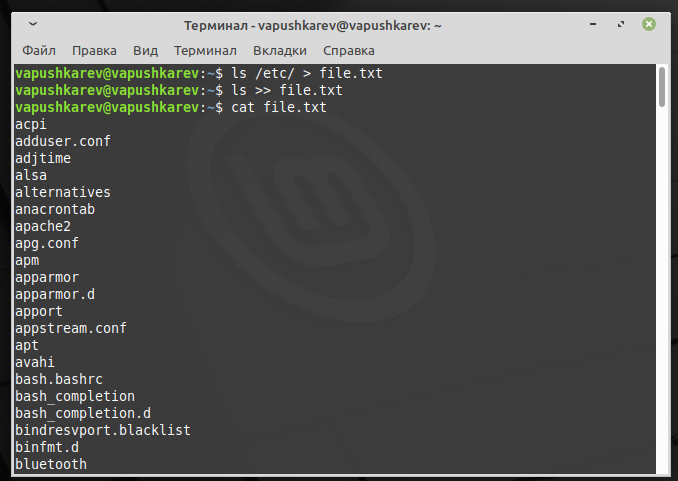 Терминал - vapushkarev@vapushkarev: ~
Файл Правка Вид Терминал Вкладки Справка
vapushkarev@vapushkarev:~$ ls /etc/ > file.txt
vapushkarev@vapushkarev:~$ ls >> file.txt
vapushkarev@vapushkarev:~$ cat file.txt
acpi
adduser.conf
adjtime
alsa
alternatives
anacrontab
apache2
apg.conf
apm
apparmor
apparmor.d
apport
appstream.conf
apt
avahi
bash.bashrc
bash_completion
bash_completion.d
bindresvport.blacklist
binfmt.d
bluetooth